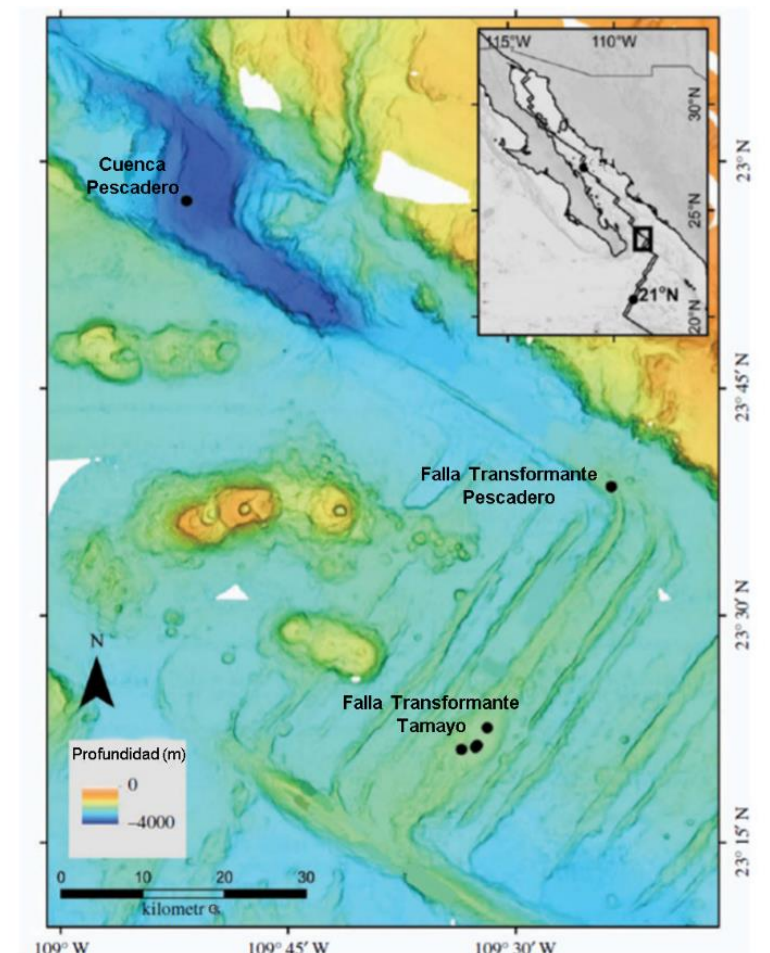 115°W
110°W
30°N
25°N
20°N
21°N
Cuenca
Pescadero
23° N
23° 45' N
Falla Transformante
Pescadero
23° 30' N
N
Falla Transformante
Tamayo
Profundidad (m)
0
–4000
23° 15' N
0 10 20 30
109° W
109° 45' W
109° 30' W